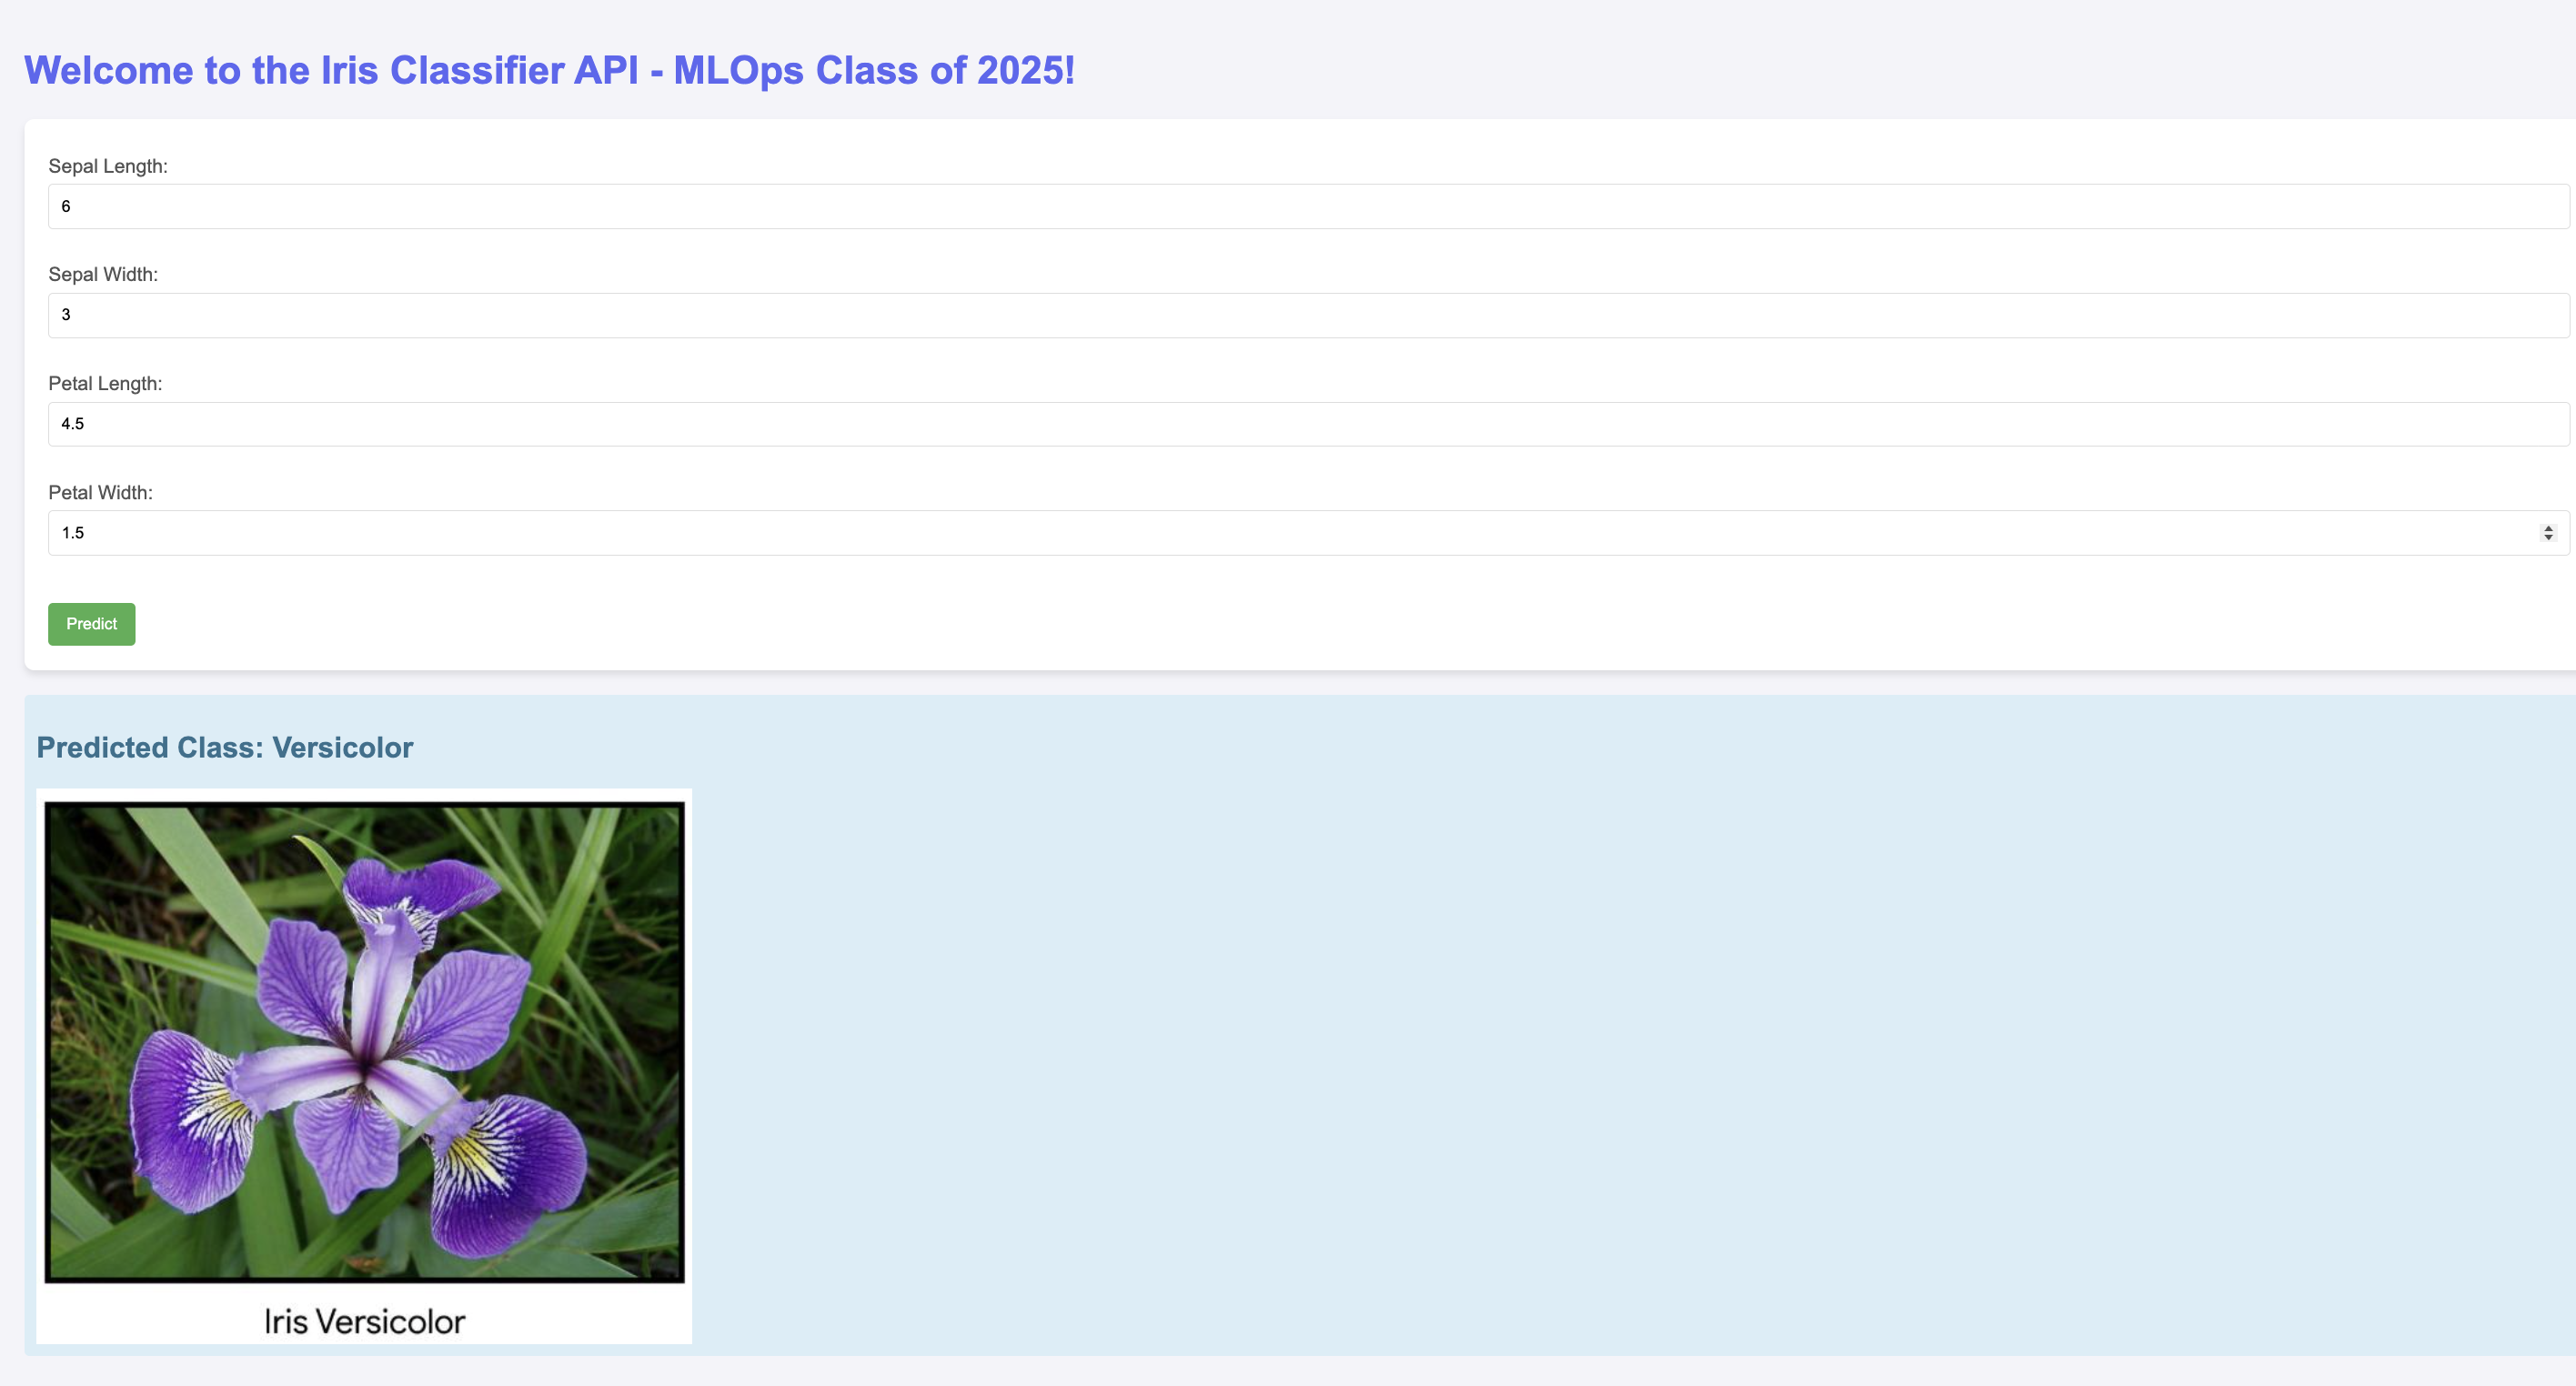 Welcome to the Iris Classifier API - MLOps Class of 2025!
Sepal Length:
6
Sepal Width:
3
Petal Length:
4.5
Petal Width:
1.5
Predict
Predicted Class: Versicolor
Iris Versicolor